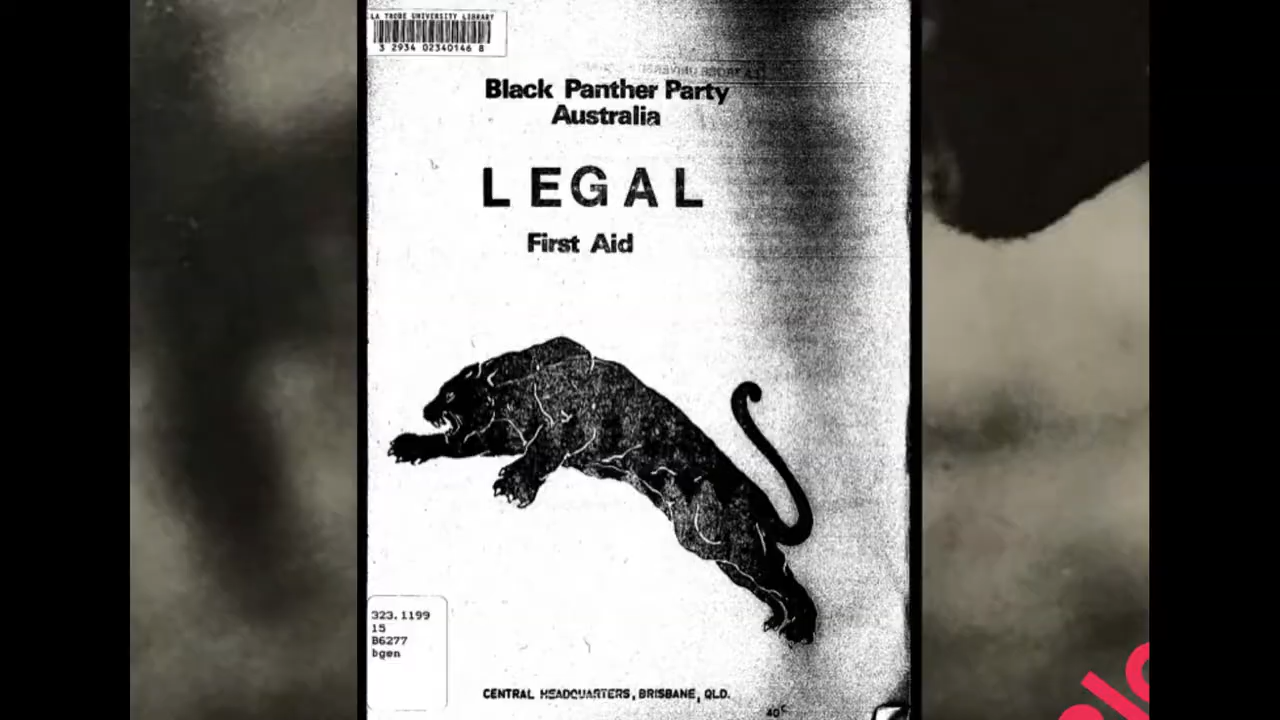 LA TROBE UNIVERSITY LIBRARY
3 2934 02340146 8
Black Panther Party
Australia
LEGAL
First Aid
323.1199
15
B6277
bgen
CENTRAL HEADQUARTERS, BRISBANE, QLD.
40c